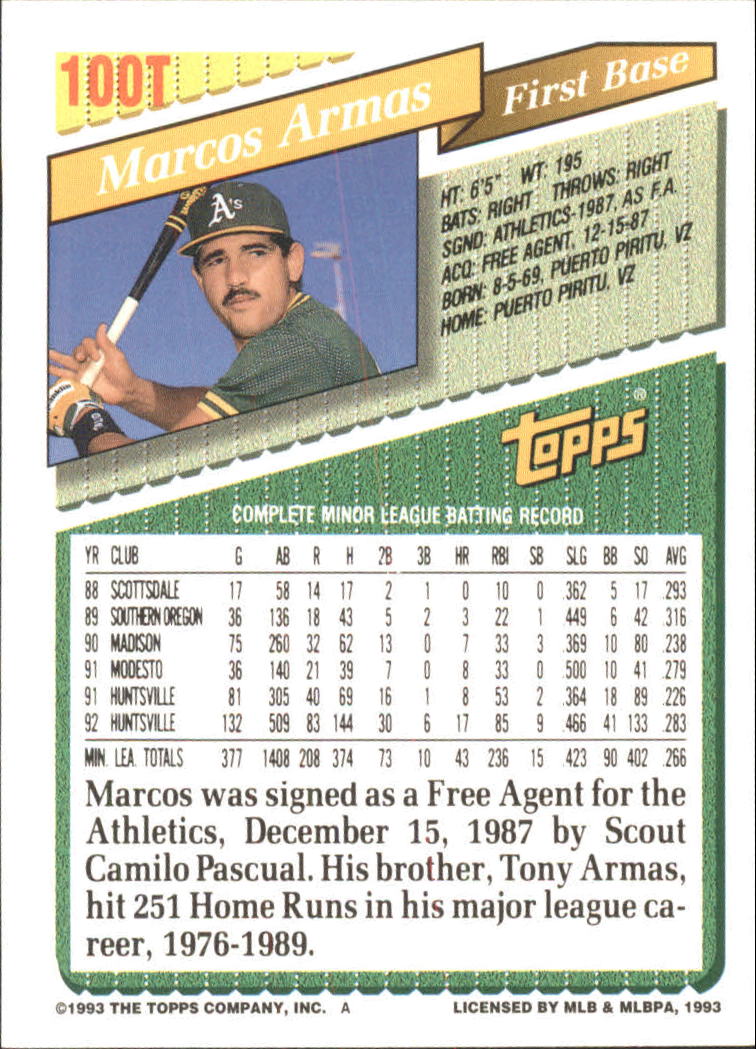 100T
Marcos Armas
First Base
A's
HT: 6'5" WT: 195
BATS: RIGHT THROWS: RIGHT
SGND: ATHLETICS-1987, AS F.A.
ACQ: FREE AGENT, 12-15-87
BORN: 8-5-69, PUERTO PIRITU, VZ
HOME: PUERTO PIRITU, VZ
Franklin
TOPPS®
COMPLETE MINOR LEAGUE BATTING RECORD
YR CLUB G AB R H 2B 3B HR RBI SB SLG BB SO AVG
88 SCOTTSDALE 17 58 14 17 2 1 0 10 0 .362 5 17 .293
89 SOUTHERN OREGON 36 136 18 43 5 2 3 22 1 .449 6 42 .316
90 MADISON 75 260 32 62 13 0 7 33 3 .369 10 80 .238
91 MODESTO 36 140 21 39 7 0 8 33 0 .500 10 41 .279
91 HUNTSVILLE 81 305 40 69 16 1 8 53 2 .364 18 89 .226
92 HUNTSVILLE 132 509 83 144 30 6 17 85 9 .466 41 133 .283
MIN. LEA. TOTALS 377 1408 208 374 73 10 43 236 15 .423 90 402 .266
Marcos was signed as a Free Agent for the
Athletics, December 15, 1987 by Scout
Camilo Pascual. His brother, Tony Armas,
hit 251 Home Runs in his major league ca-
reer, 1976-1989.
©1993 THE TOPPS COMPANY, INC. A
LICENSED BY MLB & MLBPA, 1993